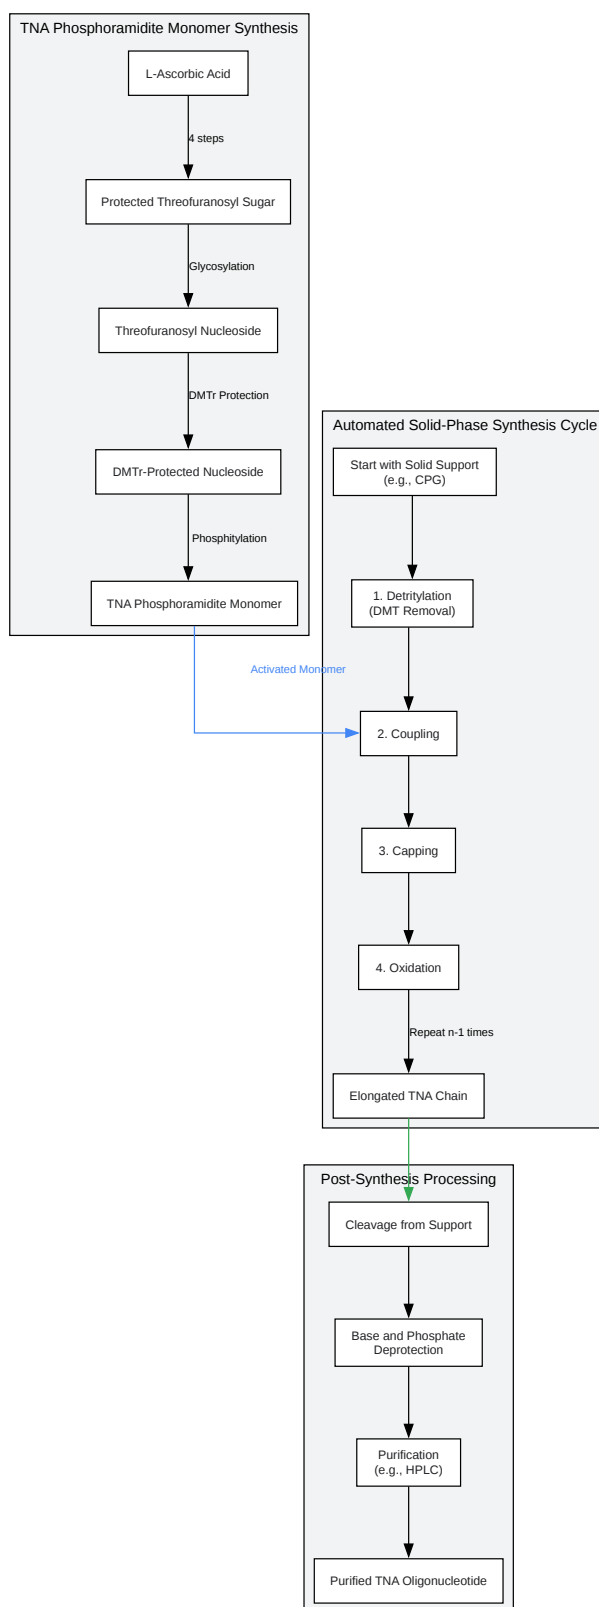 TNA Phosphoramidite Monomer Synthesis
L-Ascorbic Acid
4 steps
Protected Threofuranosyl Sugar
Glycosylation
Threofuranosyl Nucleoside
DMTr Protection
DMTr-Protected Nucleoside
Phosphitylation
TNA Phosphoramidite Monomer
Activated Monomer
Automated Solid-Phase Synthesis Cycle
Start with Solid Support
(e.g., CPG)
1. Detritylation
(DMT Removal)
2. Coupling
3. Capping
4. Oxidation
Repeat n-1 times
Elongated TNA Chain
Post-Synthesis Processing
Cleavage from Support
Base and Phosphate
Deprotection
Purification
(e.g., HPLC)
Purified TNA Oligonucleotide